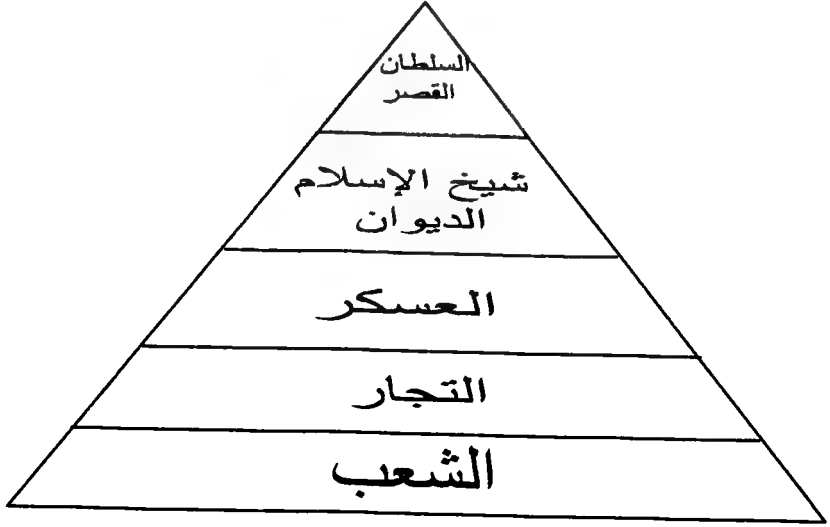 السلطان
القصر
شيخ الإسلام
الديوان
العسكر
التجار
الشعب